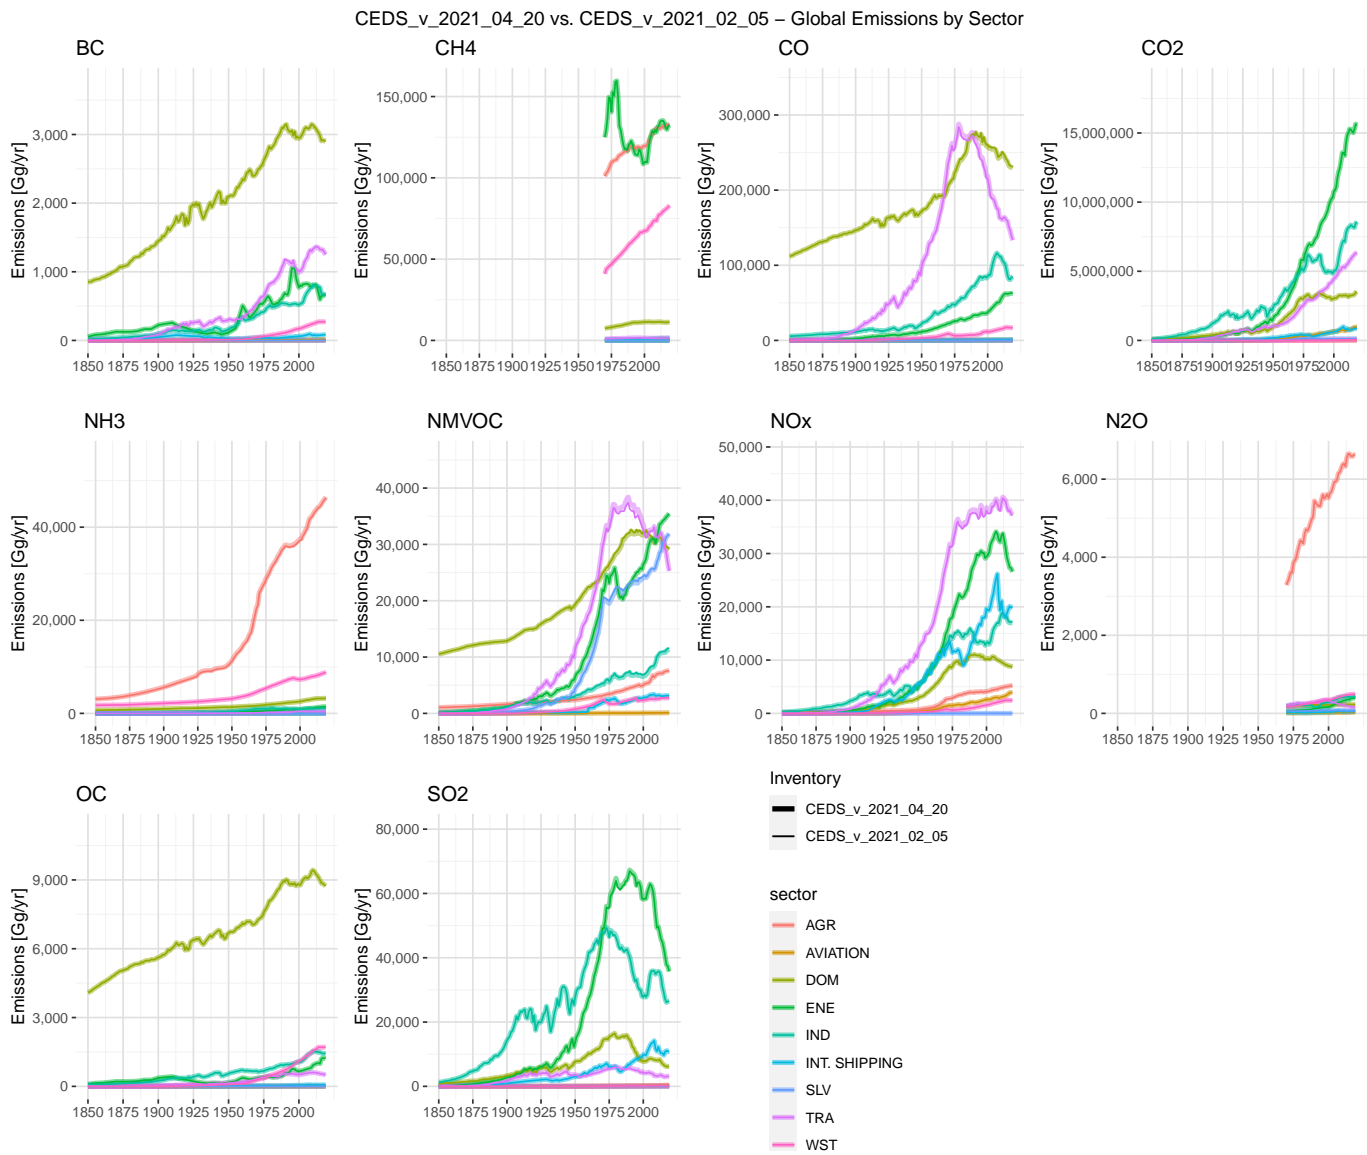 CEDS_v_2021_04_20 vs. CEDS_v_2021_02_05 – Global Emissions by Sector
BC
Emissions [Gg/yr]
3,000
2,000
1,000
0
1850 1875 1900 1925 1950 1975 2000
CH4
Emissions [Gg/yr]
150,000
100,000
50,000
0
1850 1875 1900 1925 1950 1975 2000
CO
Emissions [Gg/yr]
300,000
200,000
100,000
0
1850 1875 1900 1925 1950 1975 2000
CO2
Emissions [Gg/yr]
15,000,000
10,000,000
5,000,000
0
1850 1875 1900 1925 1950 1975 2000
NH3
Emissions [Gg/yr]
40,000
20,000
0
1850 1875 1900 1925 1950 1975 2000
NMVOC
Emissions [Gg/yr]
40,000
30,000
20,000
10,000
0
1850 1875 1900 1925 1950 1975 2000
NOx
Emissions [Gg/yr]
50,000
40,000
30,000
20,000
10,000
0
1850 1875 1900 1925 1950 1975 2000
N2O
Emissions [Gg/yr]
6,000
4,000
2,000
0
1850 1875 1900 1925 1950 1975 2000
OC
Emissions [Gg/yr]
9,000
6,000
3,000
0
1850 1875 1900 1925 1950 1975 2000
SO2
Emissions [Gg/yr]
80,000
60,000
40,000
20,000
0
1850 1875 1900 1925 1950 1975 2000
Inventory
CEDS_v_2021_04_20
CEDS_v_2021_02_05
sector
AGR
AVIATION
DOM
ENE
IND
INT. SHIPPING
SLV
TRA
WST